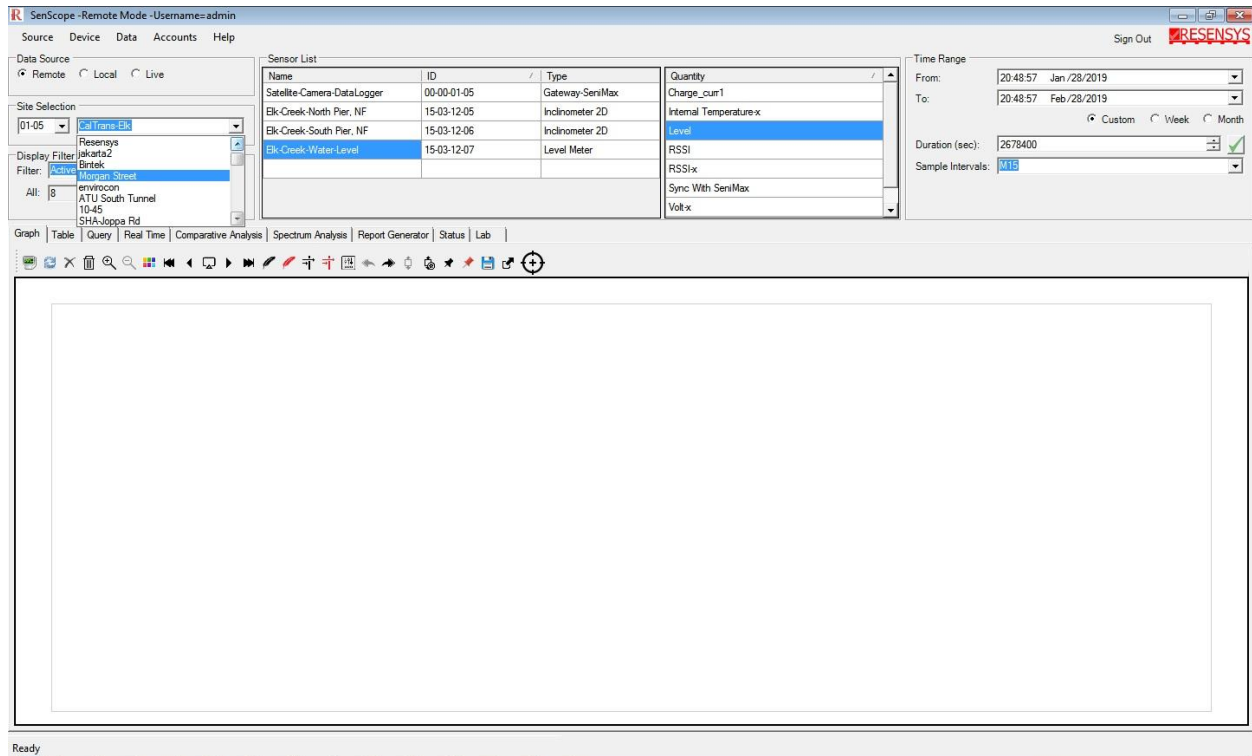 SenScope -Remote Mode -Username=admin
Source Device Data Accounts Help
Sign Out RESENSYS
Data Source
Remote Local Live
Site Selection
01-05 CalTrans-Elk
Resensys
jakarta2
Bintek
Morgan Street
envirocon
ATU South Tunnel
10-45
SHA-Joppa Rd
Display Filter
Filter: Active
All: 8
Sensor List
Name ID Type
Satellite-Camera-DataLogger 00-00-01-05 Gateway-SeniMax
Elk-Creek-North Pier, NF 15-03-12-05 Inclinometer 2D
Elk-Creek-South Pier, NF 15-03-12-06 Inclinometer 2D
Elk-Creek-Water-Level 15-03-12-07 Level Meter
Quantity
Charge_curr1
Internal Temperature-x
Level
RSSI
RSSI-x
Sync With SeniMax
Volt-x
Time Range
From: 20:48:57 Jan /28/2019
To: 20:48:57 Feb /28/2019
Custom Week Month
Duration (sec): 2678400
Sample Intervals: M15
Graph Table Query Real Time Comparative Analysis Spectrum Analysis Report Generator Status Lab
Ready